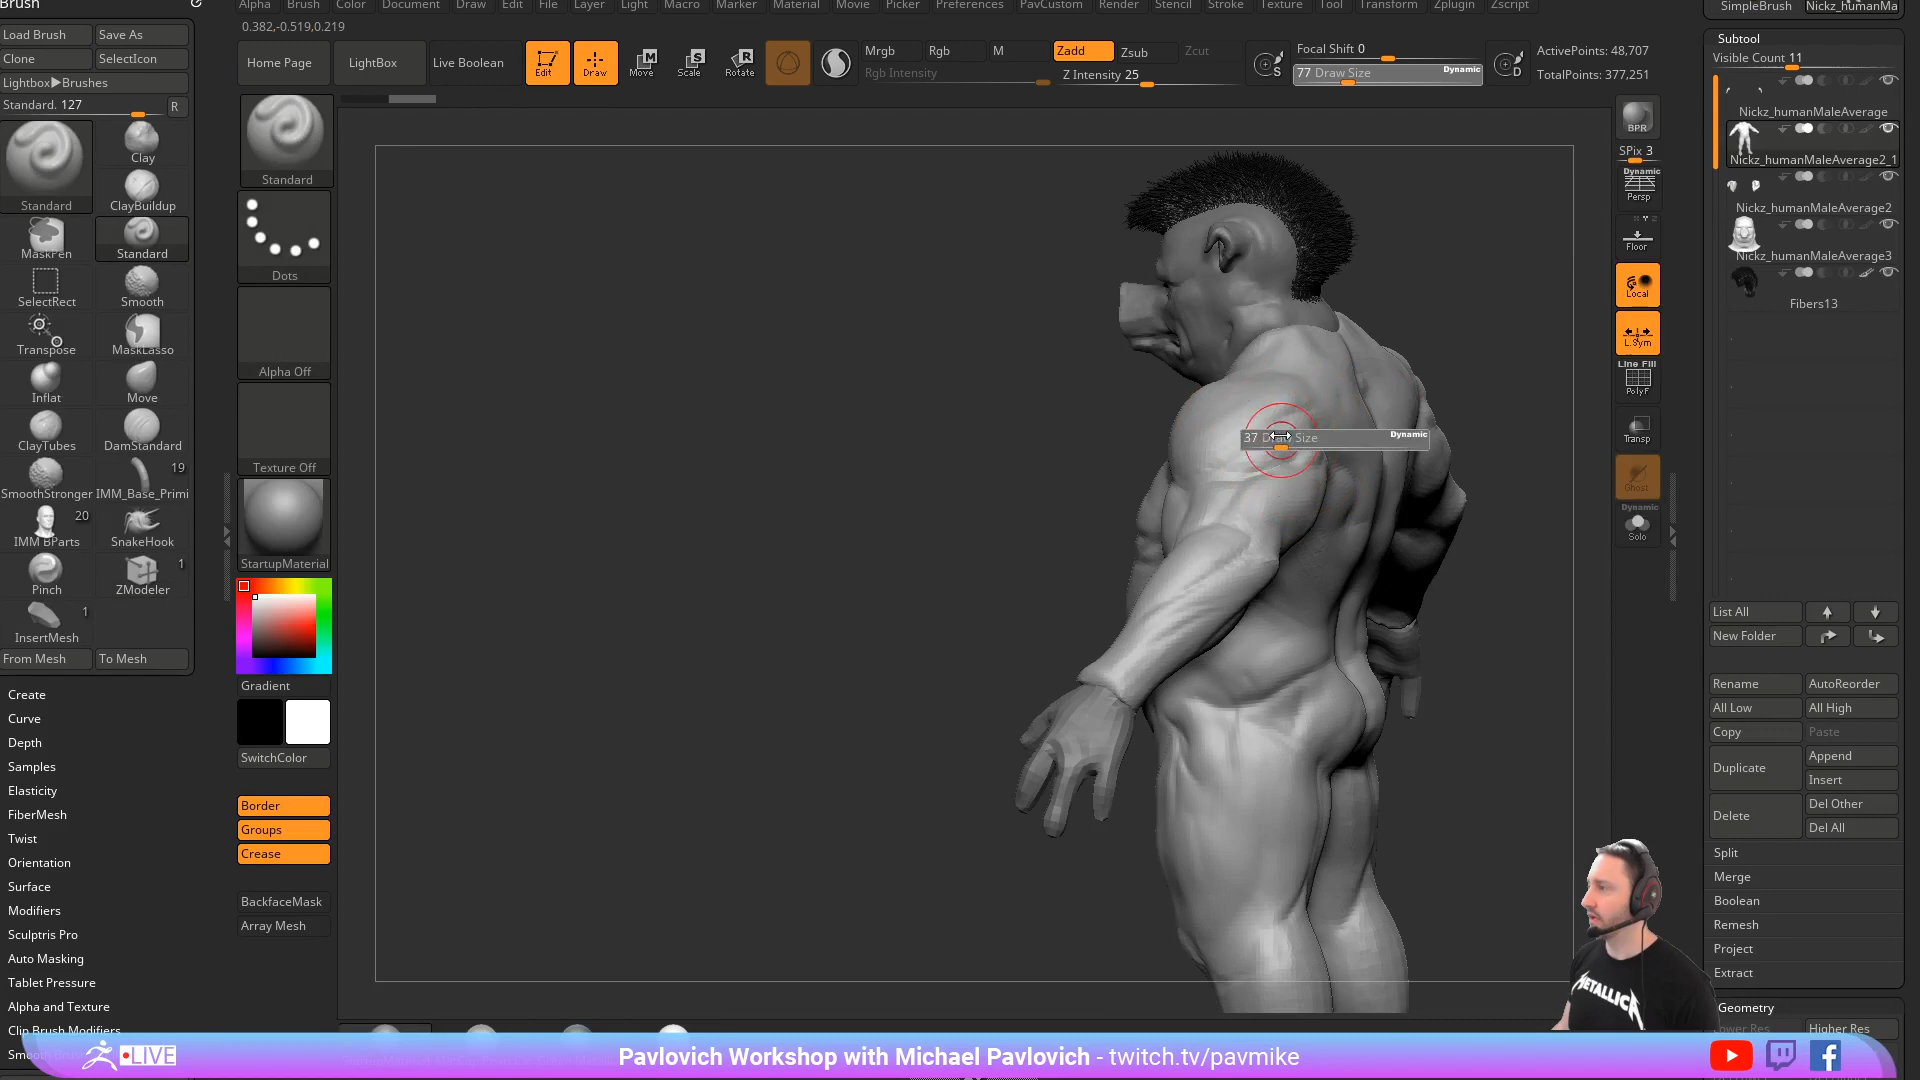 Brush
Alpha
Brush
Color
Document
Draw
Edit
File
Layer
Light
Macro
Marker
Material
Movie
Picker
Preferences
PavCustom
Render
Stencil
Stroke
Texture
Tool
Transform
Zplugin
Zscript
SimpleBrush
Nickz_humanMa
0.382,-0.519,0.219
Load Brush
Save As
Clone
SelectIcon
Lightbox▶Brushes
Standard. 127
R
Home Page
LightBox
Live Boolean
Edit
Draw
Move
Scale
Rotate
Mrgb
Rgb
M
Rgb Intensity
Zadd
Zsub
Zcut
Z Intensity 25
S
Focal Shift 0
77 Draw Size
Dynamic
D
ActivePoints: 48,707
TotalPoints: 377,251
Standard
Clay
ClayBuildup
MaskPen
Standard
SelectRect
Smooth
Transpose
MaskLasso
Inflat
Move
ClayTubes
DamStandard
19
SmoothStronger
IMM_Base_Primi
20
IMM BParts
SnakeHook
1
Pinch
ZModeler
1
InsertMesh
From Mesh
To Mesh
Create
Curve
Depth
Samples
Elasticity
FiberMesh
Twist
Orientation
Surface
Modifiers
Sculptris Pro
Auto Masking
Tablet Pressure
Alpha and Texture
Clip Brush Modifiers
Standard
Dots
Alpha Off
Texture Off
StartupMaterial
Gradient
SwitchColor
Border
Groups
Crease
BackfaceMask
Array Mesh
37 Draw Size
Dynamic
BPR
SPix 3
Dynamic
Persp
Floor
Local
L.Sym
Line Fill
PolyF
Transp
Ghost
Dynamic
Solo
Subtool
Visible Count 11
Nickz_humanMaleAverage
Nickz_humanMaleAverage2_1
Nickz_humanMaleAverage2
Nickz_humanMaleAverage3
Fibers13
List All
New Folder
Rename
AutoReorder
All Low
All High
Copy
Paste
Duplicate
Append
Insert
Delete
Del Other
Del All
Split
Merge
Boolean
Remesh
Project
Extract
Geometry
Lower Res
Higher Res
METALLICA
LIVE
Pavlovich Workshop with Michael Pavlovich - twitch.tv/pavmike